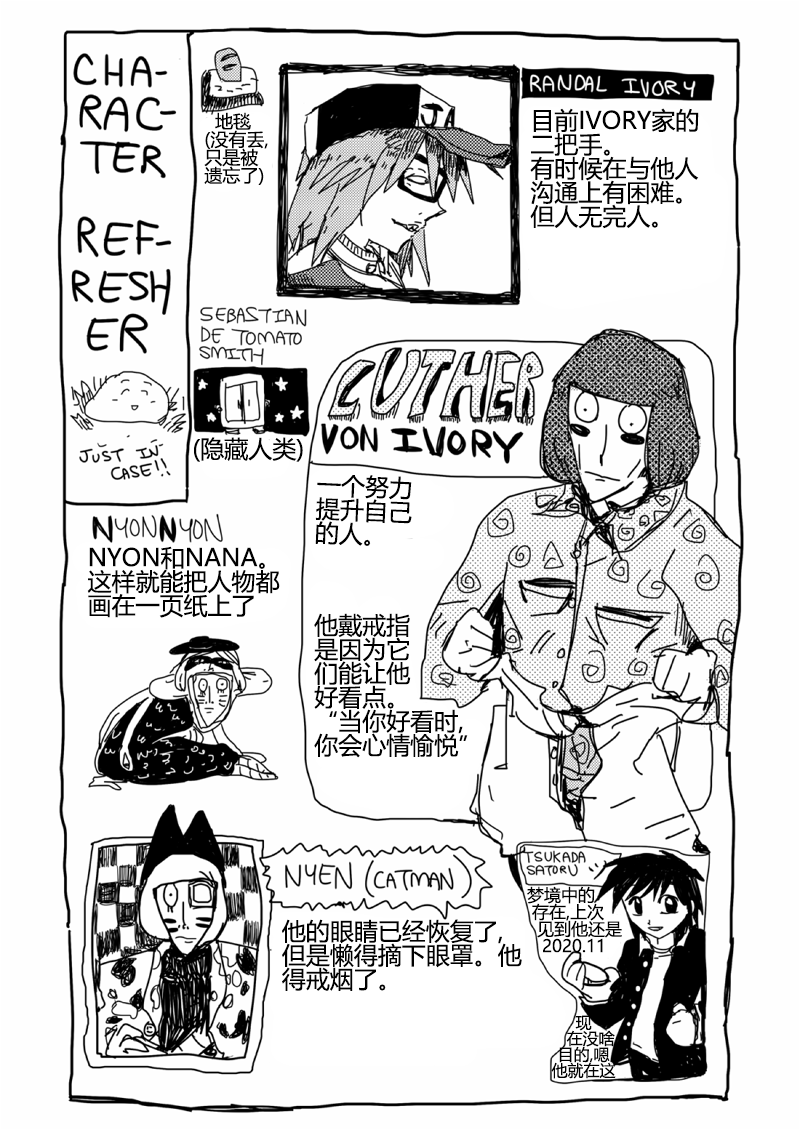 CHA-
RAC-
TER
REF-
RESH
ER
JUST IN
CASE!!
地毯
(没有丢,
只是被
遗忘了)
JA
RANDAL IVORY
目前IVORY家的
二把手。
有时候在与他人
沟通上有困难。
但人无完人。
SEBASTIAN
DE TOMATO
SMITH
(隐藏人类)
LUTHER
VON IVORY
一个努力
提升自己
的人。
他戴戒指
是因为它
们能让他
好看点。
“当你好看时,
你会心情愉悦”
NYONNYON
NYON和NANA。
这样就能把人物都
画在一页纸上了
NYEN (CATMAN)
他的眼睛已经恢复了,
但是懒得摘下眼罩。他
得戒烟了。
TSUKADA
SATORU
梦境中的
存在,上次
见到他还是
2020.11
现
在没啥
目的,嗯,
他就在这